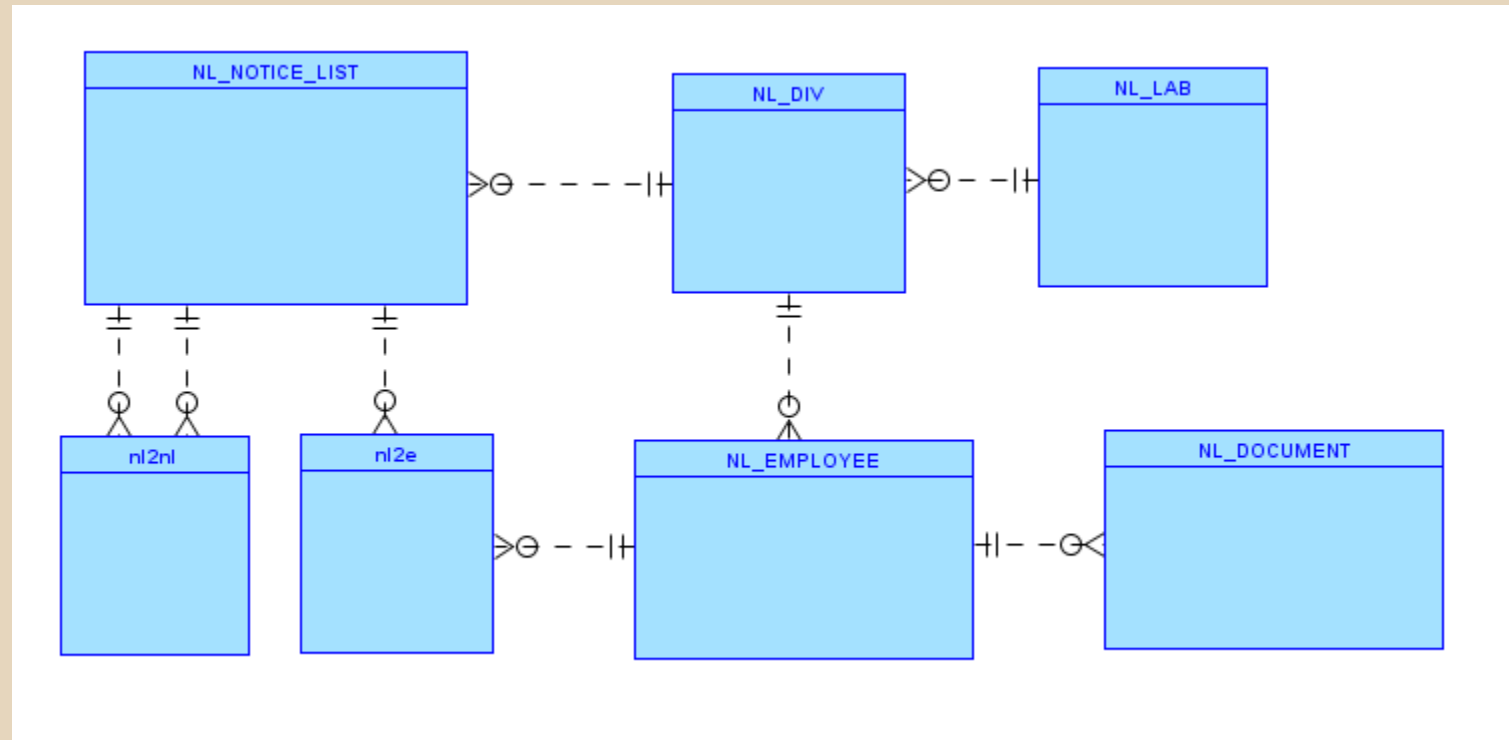 NL_NOTICE_LIST
NL_DIV
NL_LAB
nl2nl
nl2e
NL_EMPLOYEE
NL_DOCUMENT